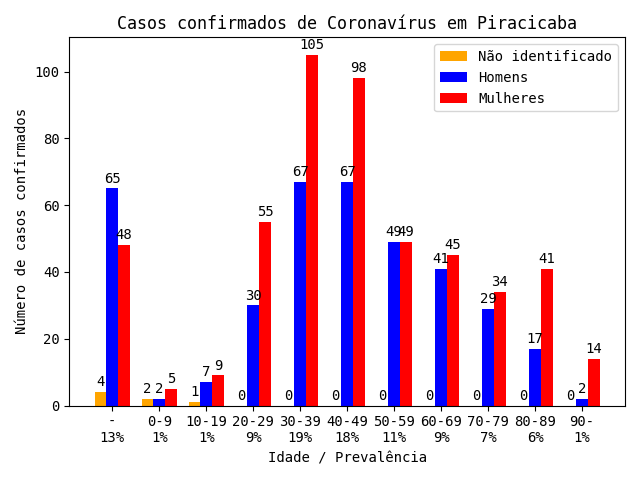 Casos confirmados de Coronavírus em Piracicaba
Não identificado
Homens
Mulheres
Número de casos confirmados
100
80
60
40
20
0
4 65 48
2 2 5
1 7 9
0 30 55
0 67 105
0 67 98
0 49 49
0 41 45
0 29 34
0 17 41
0 2 14
- 0-9 10-19 20-29 30-39 40-49 50-59 60-69 70-79 80-89 90-
13% 1% 1% 9% 19% 18% 11% 9% 7% 6% 1%
Idade / Prevalência